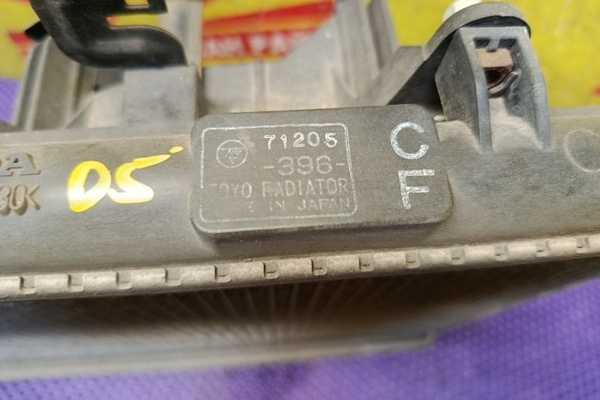 71205
-396-
TOYO RADIATOR
E IN JAPAN
C
F
05